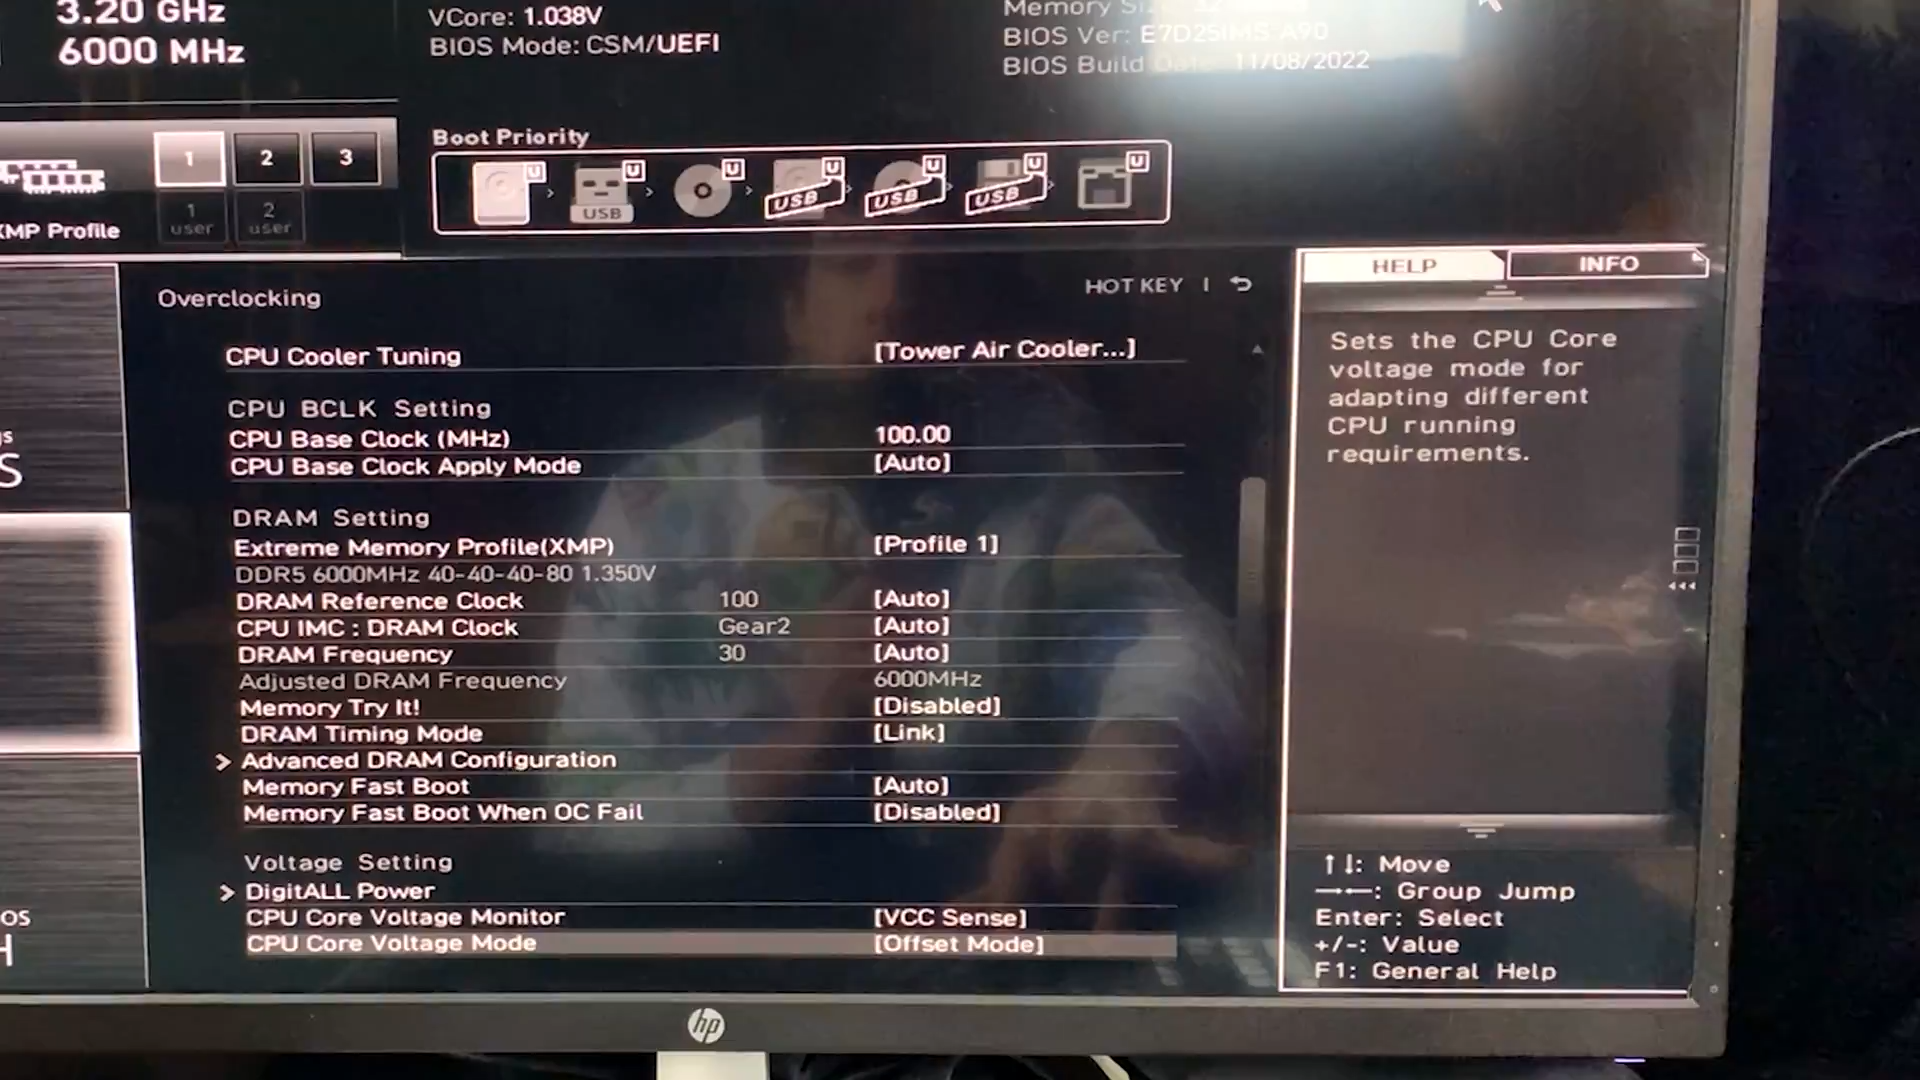 3.20 GHz
6000 MHz
VCore: 1.038V
BIOS Mode: CSM/UEFI
Memory
BIOS Ver: E7D25IMS.A90
BIOS Build 11/08/2022
XMP Profile
1
2
3
1
user
2
user
Boot Priority
U
U
U
U
U
U
U
USB
USB
USB
USB
HOT KEY
Overclocking
CPU Cooler Tuning [Tower Air Cooler...]
CPU BCLK Setting
CPU Base Clock (MHz) 100.00
CPU Base Clock Apply Mode [Auto]
DRAM Setting
Extreme Memory Profile(XMP) [Profile 1]
DDR5 6000MHz 40-40-40-80 1.350V
DRAM Reference Clock 100 [Auto]
CPU IMC : DRAM Clock Gear2 [Auto]
DRAM Frequency 30 [Auto]
Adjusted DRAM Frequency 6000MHz
Memory Try It! [Disabled]
DRAM Timing Mode [Link]
> Advanced DRAM Configuration
Memory Fast Boot [Auto]
Memory Fast Boot When OC Fail [Disabled]
Voltage Setting
> DigitALL Power
CPU Core Voltage Monitor [VCC Sense]
CPU Core Voltage Mode [Offset Mode]
HELP
INFO
Sets the CPU Core
voltage mode for
adapting different
CPU running
requirements.
↑↓: Move
→←: Group Jump
Enter: Select
+/-: Value
F1: General Help
hp